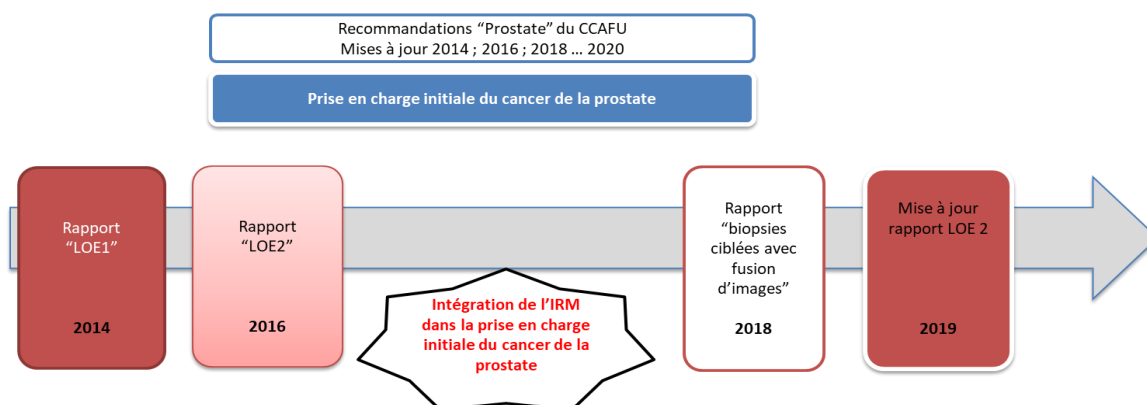 Recommandations “Prostate” du CCAFU
Mises à jour 2014 ; 2016 ; 2018 ... 2020
Prise en charge initiale du cancer de la prostate
Rapport
“LOE1”
2014
Rapport
“LOE2”
2016
Intégration de l’IRM
dans la prise en charge
initiale du cancer de la
prostate
Rapport
“biopsies
ciblées avec
fusion
d’images”
2018
Mise à jour
rapport LOE 2
2019